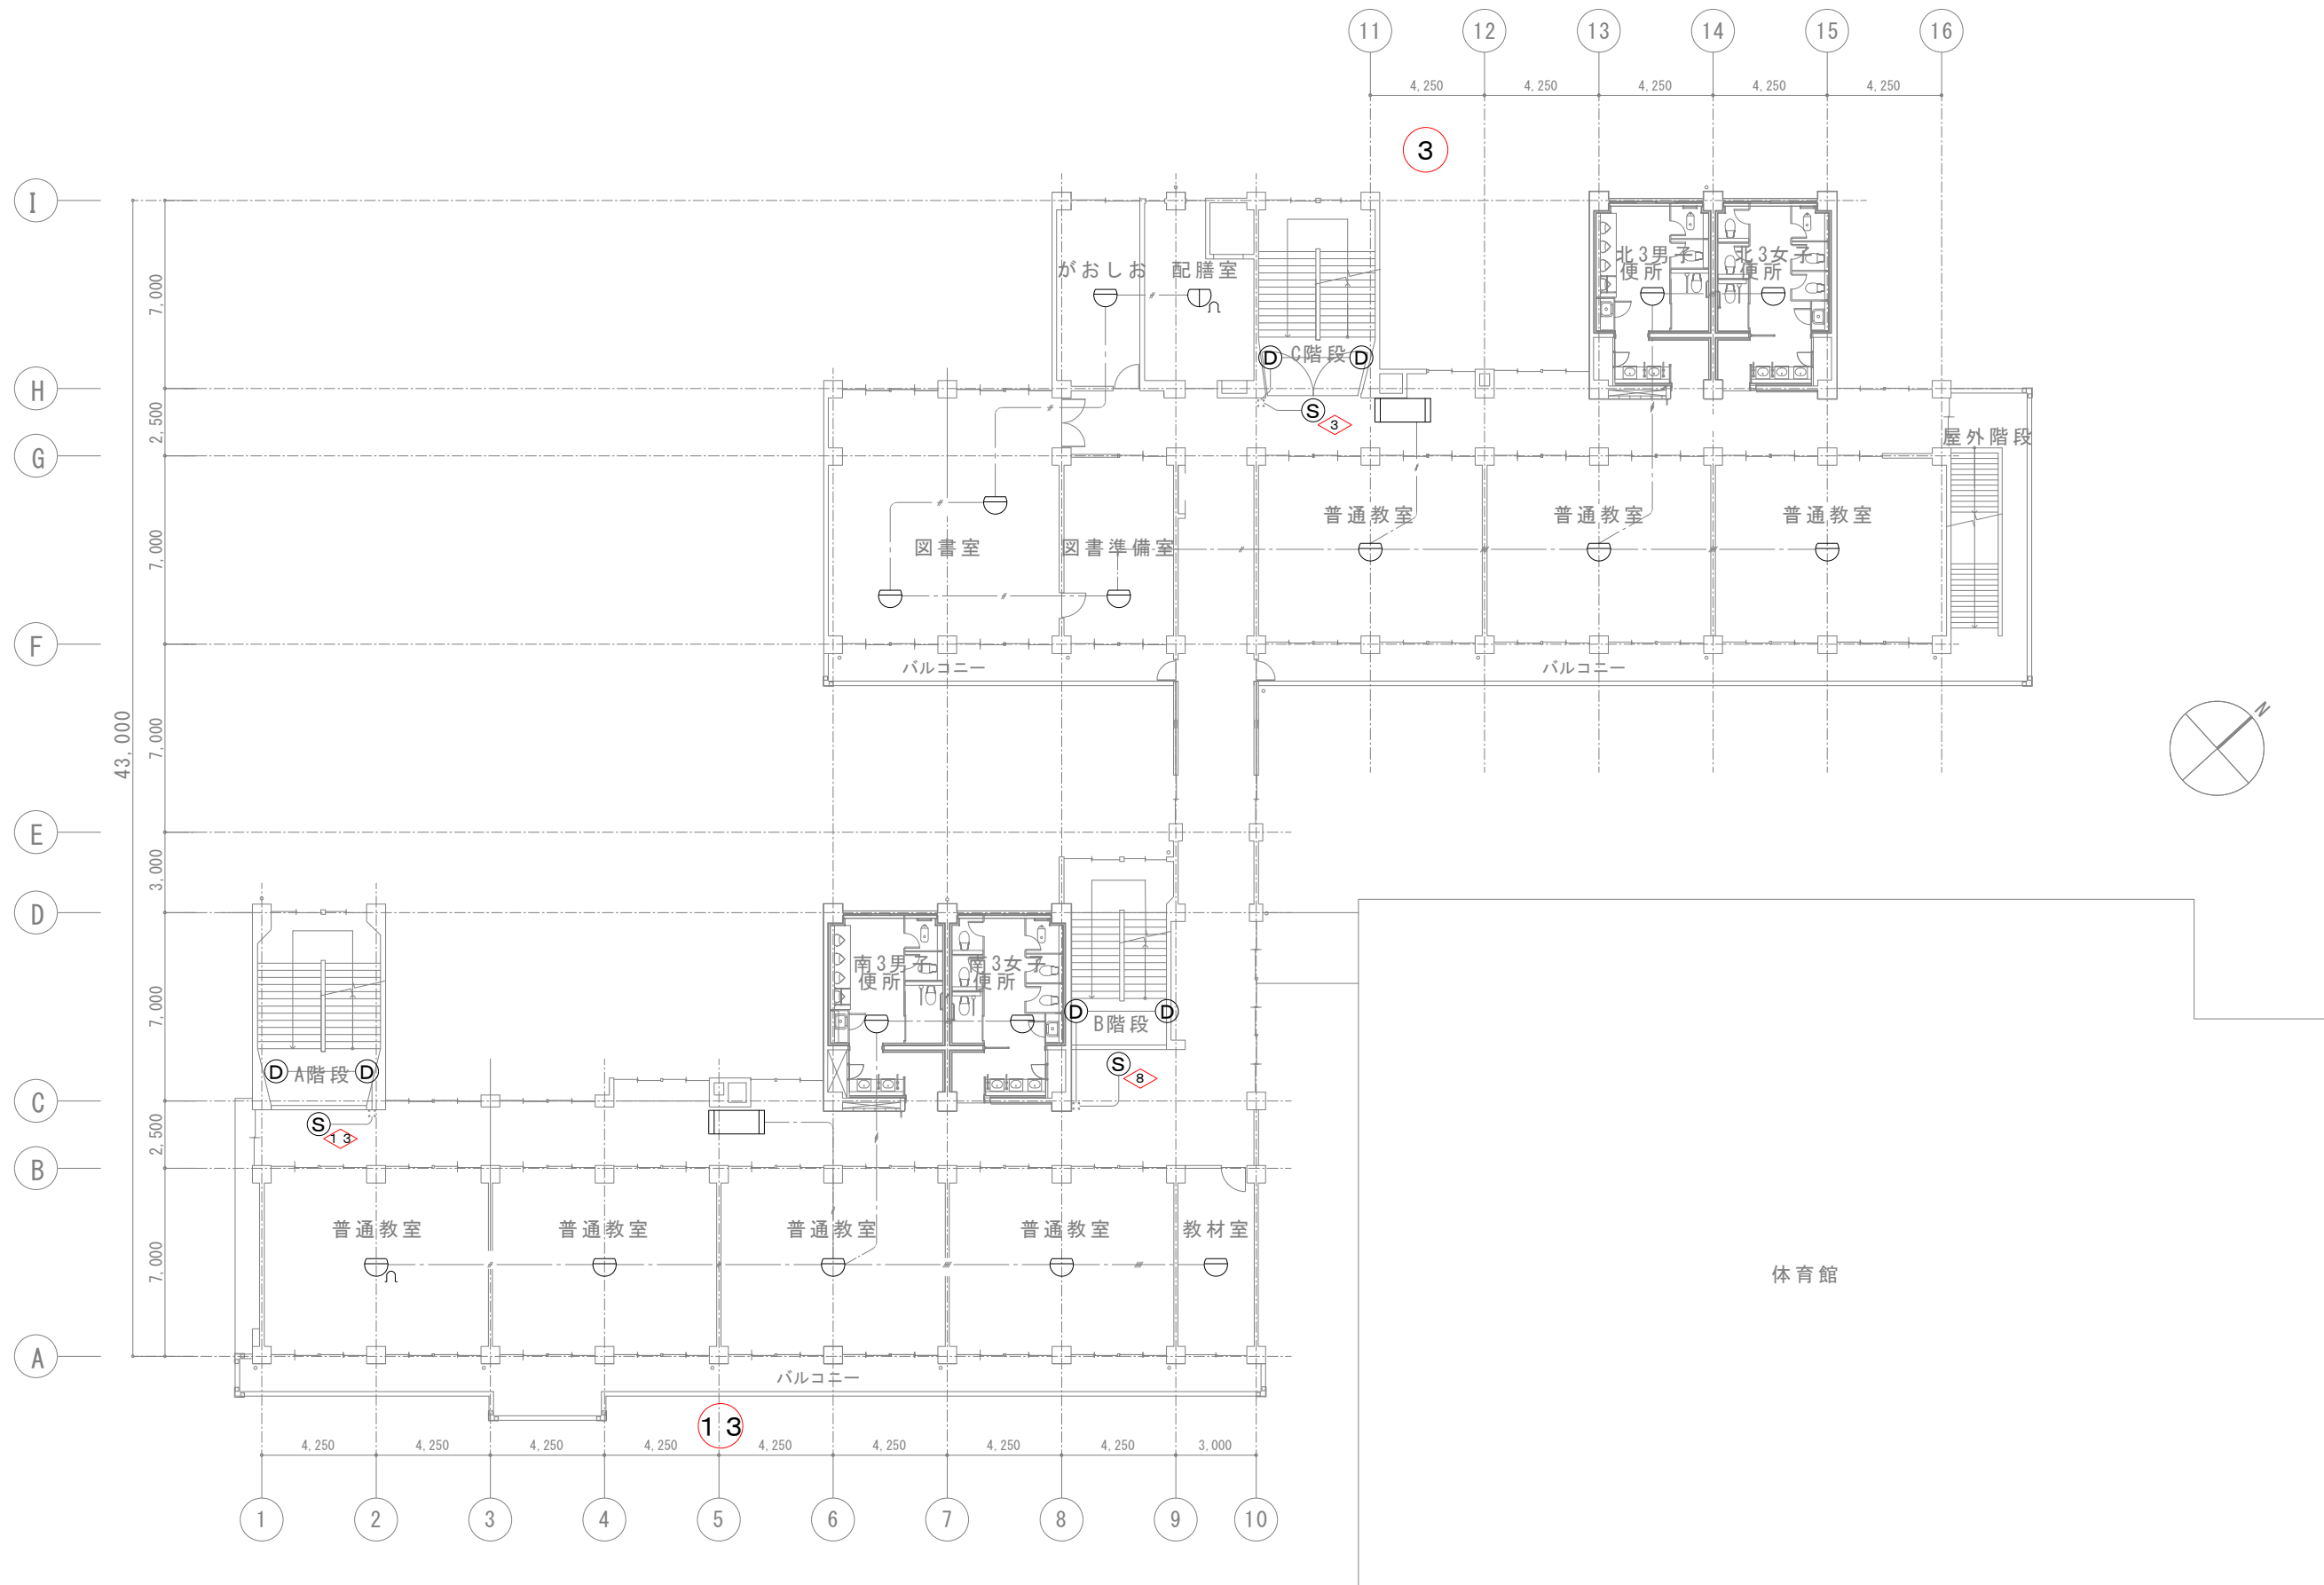 11 12 13 14 15 16
4,250 4,250 4,250 4,250 4,250
3
I
がおしお 配膳室
北3男子
便所
北3女子
便所
7,000
D C階段 D
H
S
3
2,500
屋外階段
G
普通教室 普通教室 普通教室
図書室 図書準備室
7,000
F
バルコニー バルコニー
N
43,000
7,000
E
3,000
D
南3男子
便所
南3女子
便所
7,000
D B階段 D
D A階段 D
S
8
C
S
13
2,500
B
普通教室 普通教室 普通教室 普通教室 教材室
7,000
体育館
A
バルコニー
13
4,250 4,250 4,250 4,250 4,250 4,250 4,250 4,250 3,000
1 2 3 4 5 6 7 8 9 10